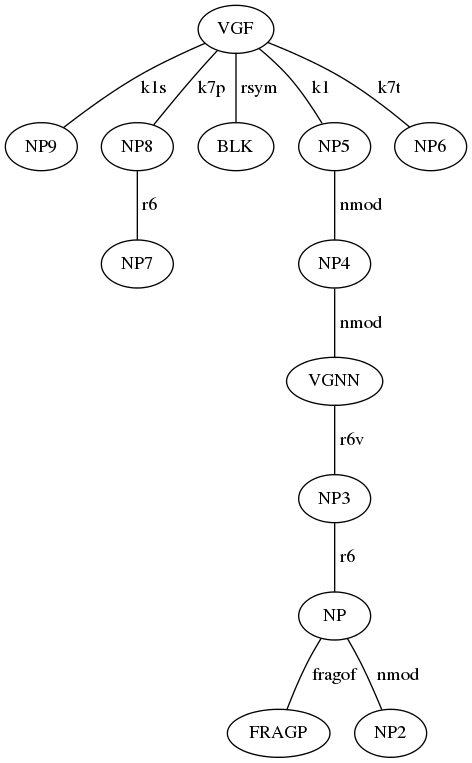 VGF
k1s k7p rsym k1 k7t
NP9 NP8 BLK NP5 NP6
r6 nmod
NP7 NP4
nmod
VGNN
r6v
NP3
r6
NP
fragof nmod
FRAGP NP2